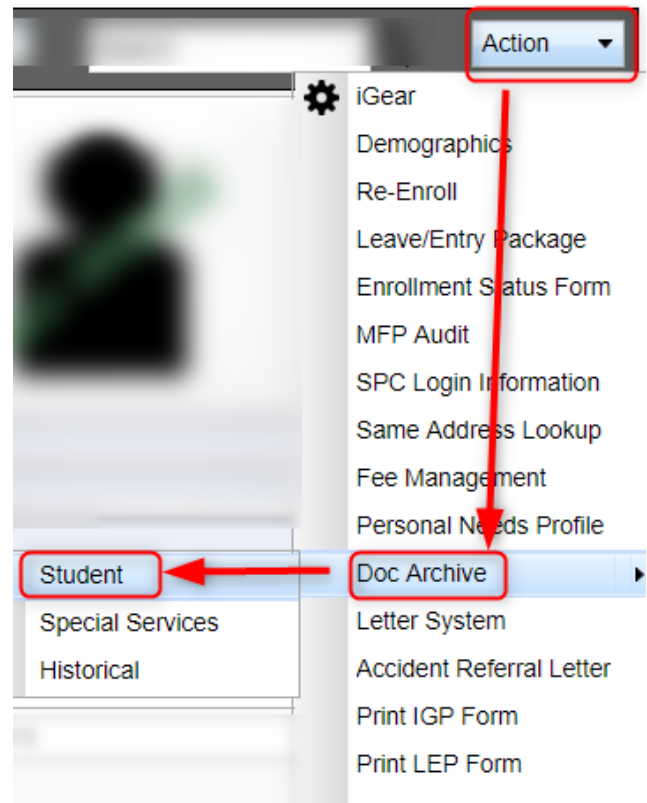 Action
iGear
Demographics
Re-Enroll
Leave/Entry Package
Enrollment Status Form
MFP Audit
SPC Login Information
Same Address Lookup
Fee Management
Personal Needs Profile
Doc Archive
Student
Special Services
Historical
Letter System
Accident Referral Letter
Print IGP Form
Print LEP Form